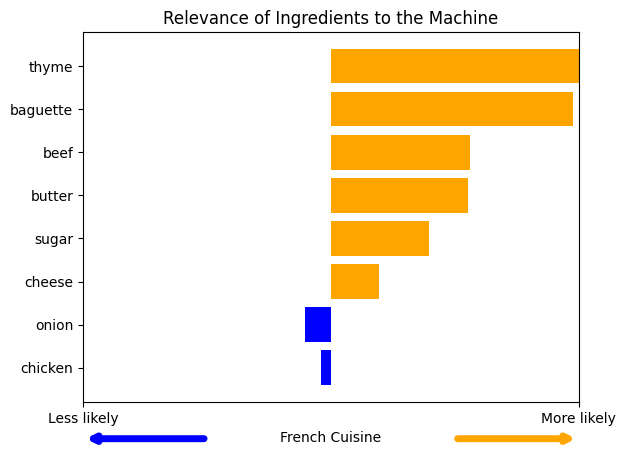 Relevance of Ingredients to the Machine
thyme
baguette
beef
butter
sugar
cheese
onion
chicken
Less likely More likely
French Cuisine